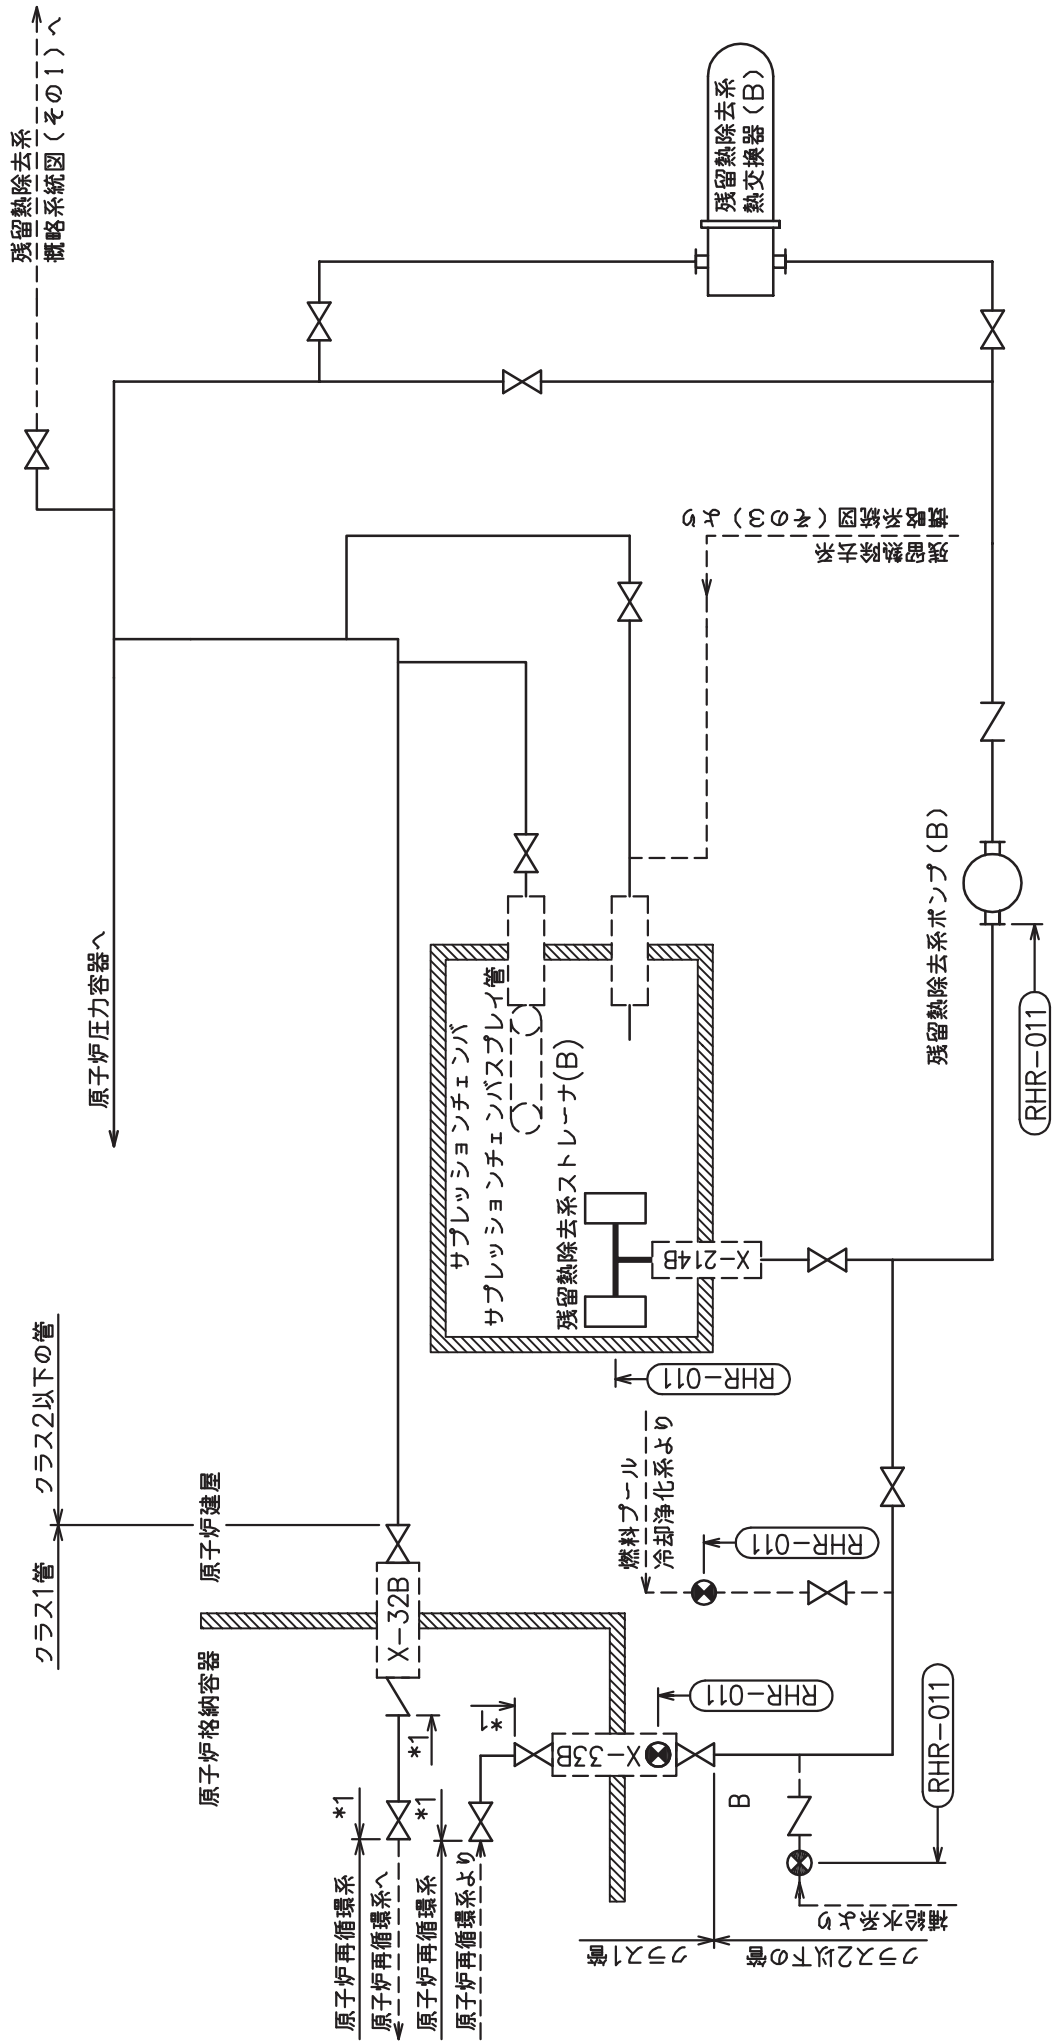 残留熱除去系
概略系統図(その1)へ
残留熱除去系
熱交換器(B)
残留熱除去系
概略系統図(その3)より
原子炉圧力容器へ
残留熱除去系ポンプ(B)
RHR-011
サプレッションチェンバ
サプレッションチェンバスプレイ管
残留熱除去系ストレーナ(B)
X-214B
RHR-011
クラス1管
クラス2以下の管
原子炉建屋
原子炉格納容器
X-32B
*1
燃料プール
冷却浄化系より
RHR-011
*1
X-33B
RHR-011
原子炉再循環系
*1
原子炉再循環系へ
原子炉再循環系
*1
原子炉再循環系より
B
RHR-011
補給水系より
クラス1管
クラス2以下の管